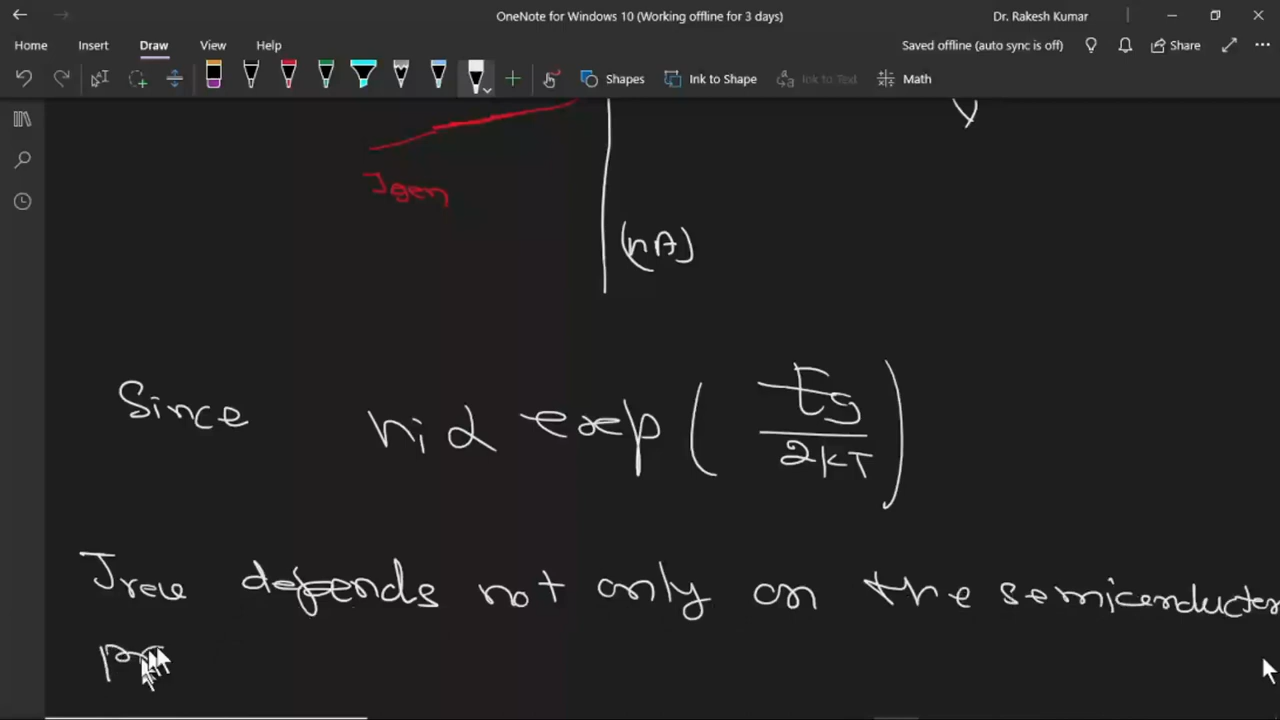 OneNote for Windows 10 (Working offline for 3 days)
Dr. Rakesh Kumar
Home Insert Draw View Help
Saved offline (auto sync is off) Share
Shapes Ink to Shape Ink to Text Math
Jgen
(nA)
Since ni α exp( -Eg / 2KT )
Jrev depends not only on the semiconductor
pr